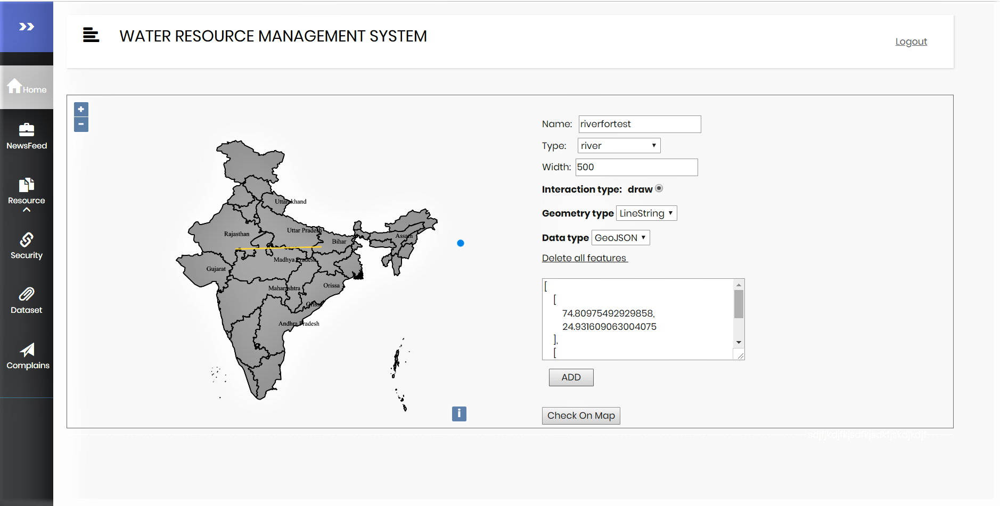 WATER RESOURCE MANAGEMENT SYSTEM
Logout
Home
NewsFeed
Resource
Security
Dataset
Complains
+
-
Uttarakhand
Rajasthan
Uttar Pradesh
Bihar
Assam
Madhya Pradesh
Gujarat
Maharashtra
Orissa
Orissa
Andhra Pradesh
i
Name: riverfortest
Type: river
Width: 500
Interaction type: draw
Geometry type LineString
Data type GeoJSON
Delete all features
[
[
74.80975492929858,
24.931609063004075
],
[
ADD
Check On Map